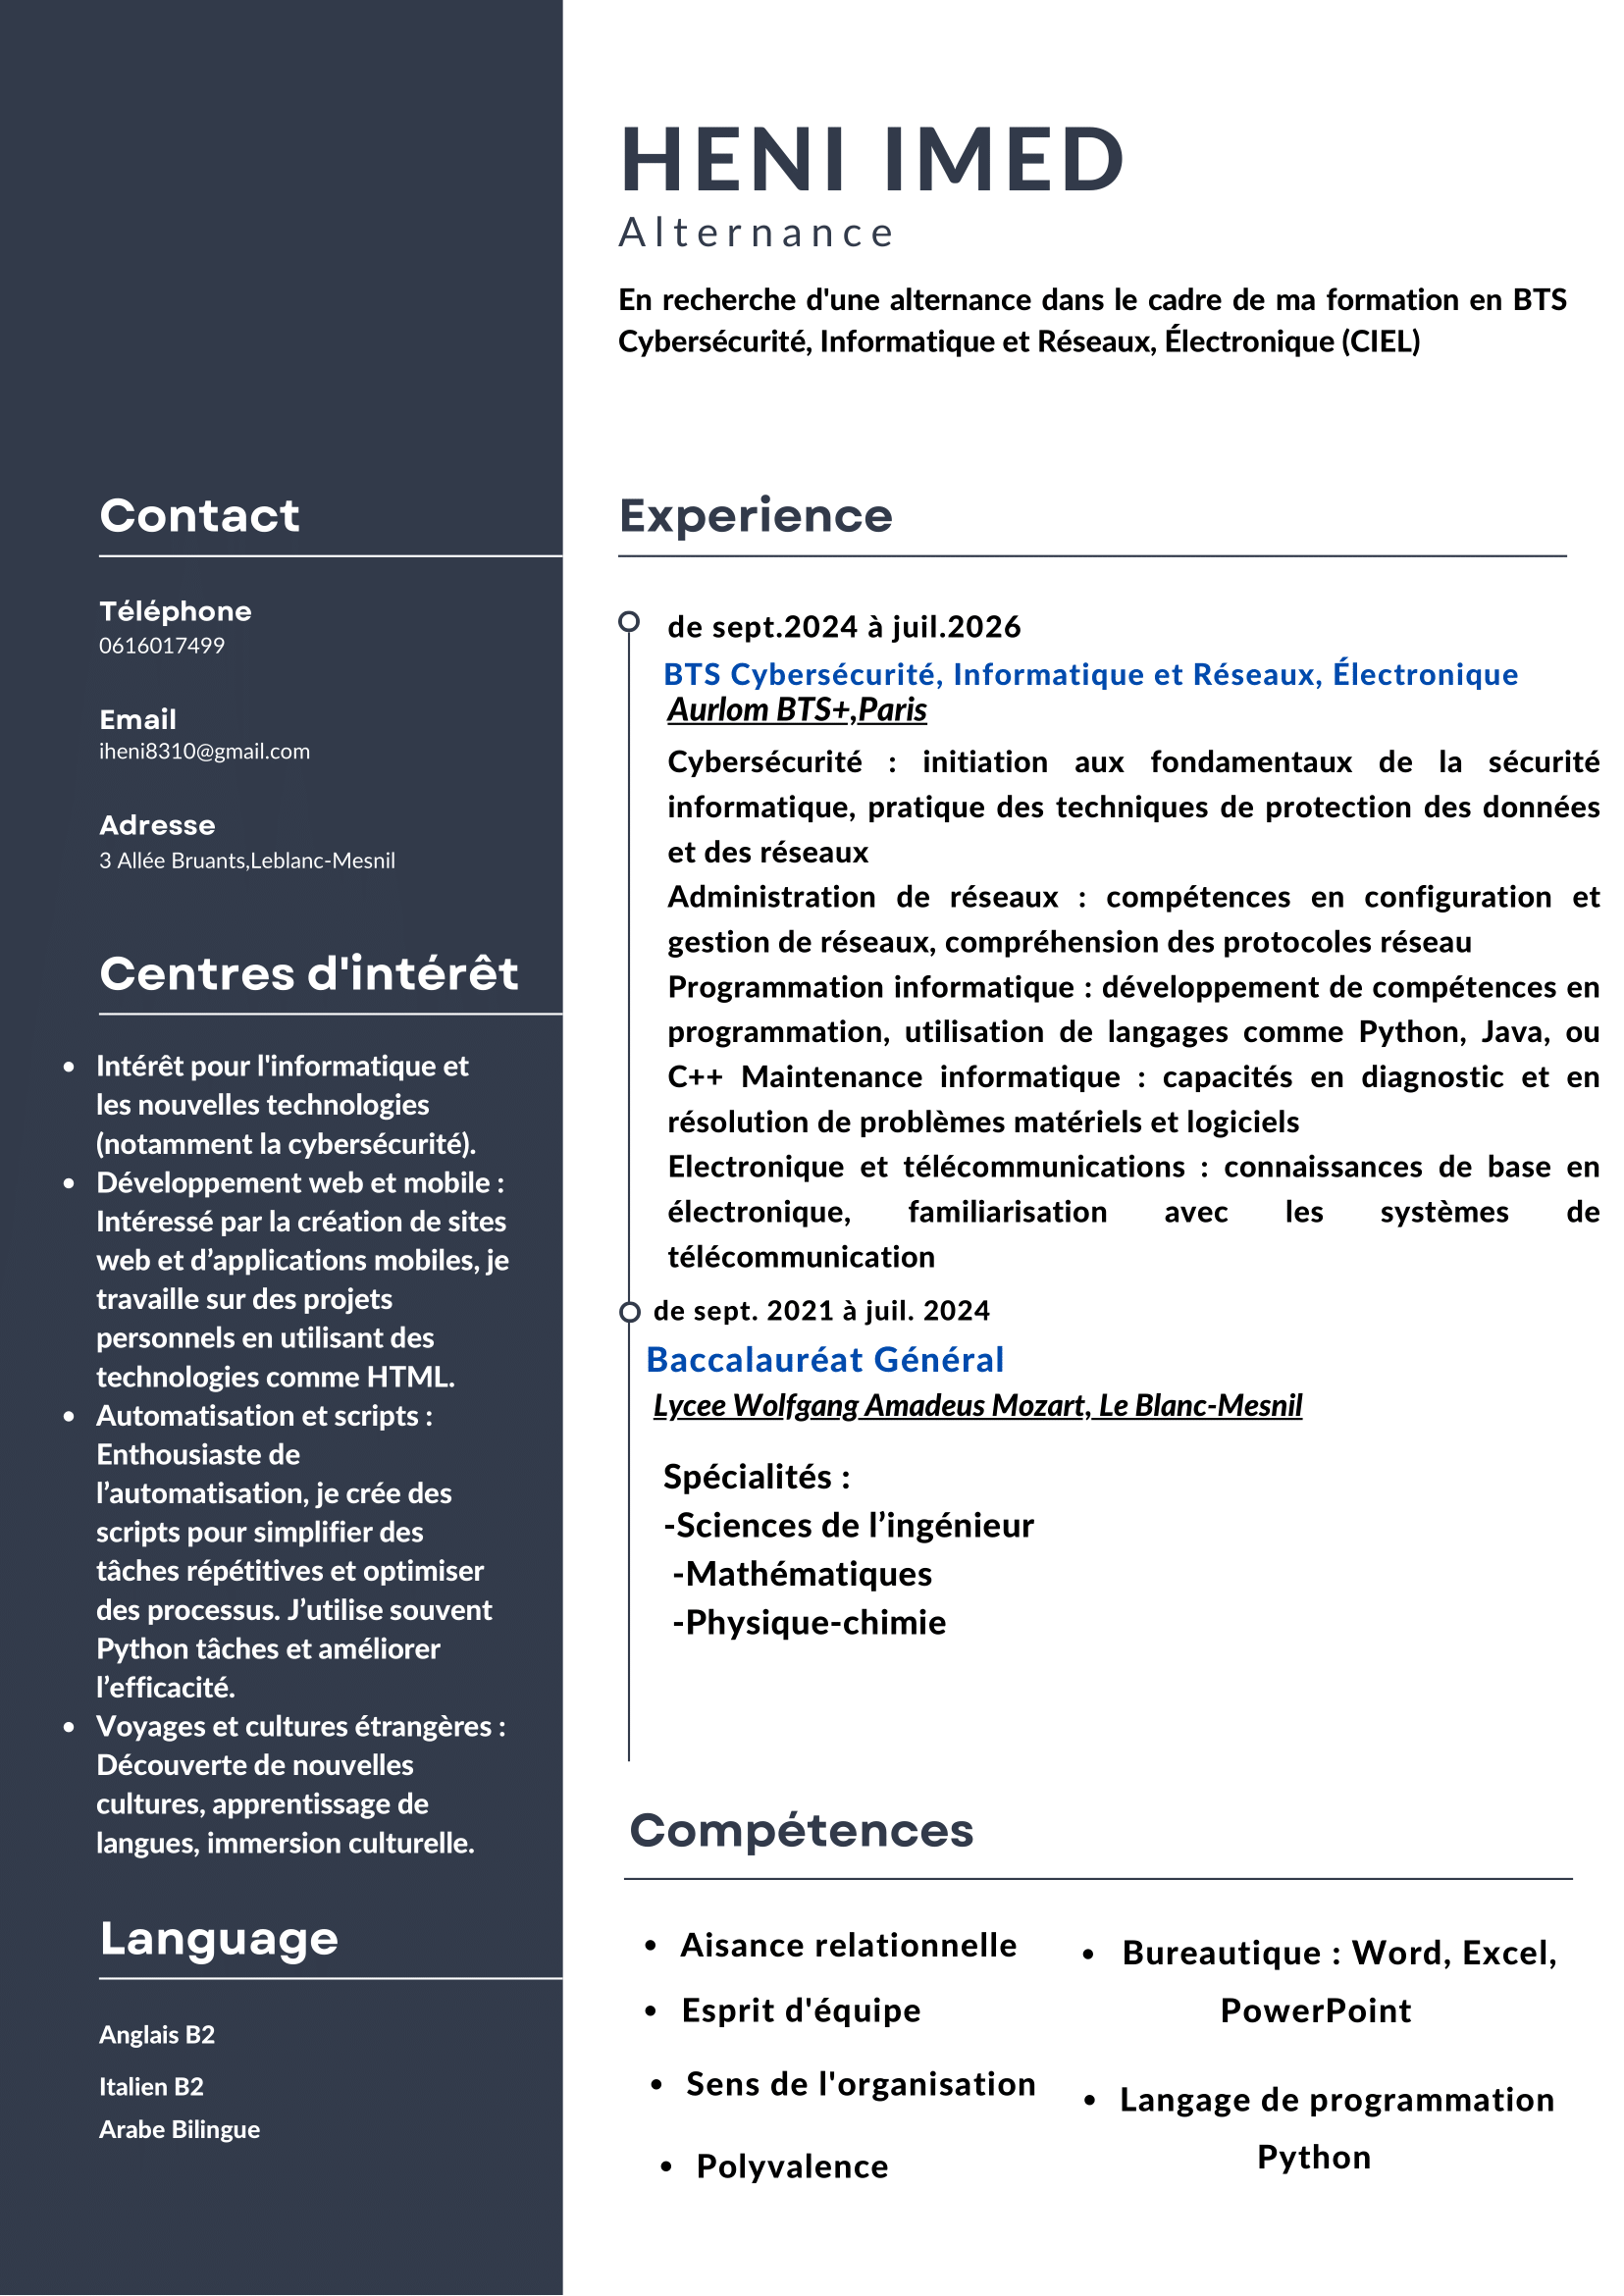 HENI IMED
Alternance
En recherche d'une alternance dans le cadre de ma formation en BTS
Cybersécurité, Informatique et Réseaux, Électronique (CIEL)
Contact
Téléphone
0616017499
Email
iheni8310@gmail.com
Adresse
3 Allée Bruants,Leblanc-Mesnil
Centres d'intérêt
• Intérêt pour l'informatique et
les nouvelles technologies
(notamment la cybersécurité).
• Développement web et mobile :
Intéressé par la création de sites
web et d’applications mobiles, je
travaille sur des projets
personnels en utilisant des
technologies comme HTML.
• Automatisation et scripts :
Enthousiaste de
l’automatisation, je crée des
scripts pour simplifier des
tâches répétitives et optimiser
des processus. J’utilise souvent
Python tâches et améliorer
l’efficacité.
• Voyages et cultures étrangères :
Découverte de nouvelles
cultures, apprentissage de
langues, immersion culturelle.
Language
Anglais B2
Italien B2
Arabe Bilingue
Experience
de sept.2024 à juil.2026
BTS Cybersécurité, Informatique et Réseaux, Électronique
Aurlom BTS+,Paris
Cybersécurité : initiation aux fondamentaux de la sécurité
informatique, pratique des techniques de protection des données
et des réseaux
Administration de réseaux : compétences en configuration et
gestion de réseaux, compréhension des protocoles réseau
Programmation informatique : développement de compétences en
programmation, utilisation de langages comme Python, Java, ou
C++ Maintenance informatique : capacités en diagnostic et en
résolution de problèmes matériels et logiciels
Electronique et télécommunications : connaissances de base en
électronique, familiarisation avec les systèmes de
télécommunication
de sept. 2021 à juil. 2024
Baccalauréat Général
Lycee Wolfgang Amadeus Mozart, Le Blanc-Mesnil
Spécialités :
-Sciences de l’ingénieur
-Mathématiques
-Physique-chimie
Compétences
• Aisance relationnelle
• Esprit d'équipe
• Sens de l'organisation
• Polyvalence
• Bureautique : Word, Excel,
PowerPoint
• Langage de programmation
Python